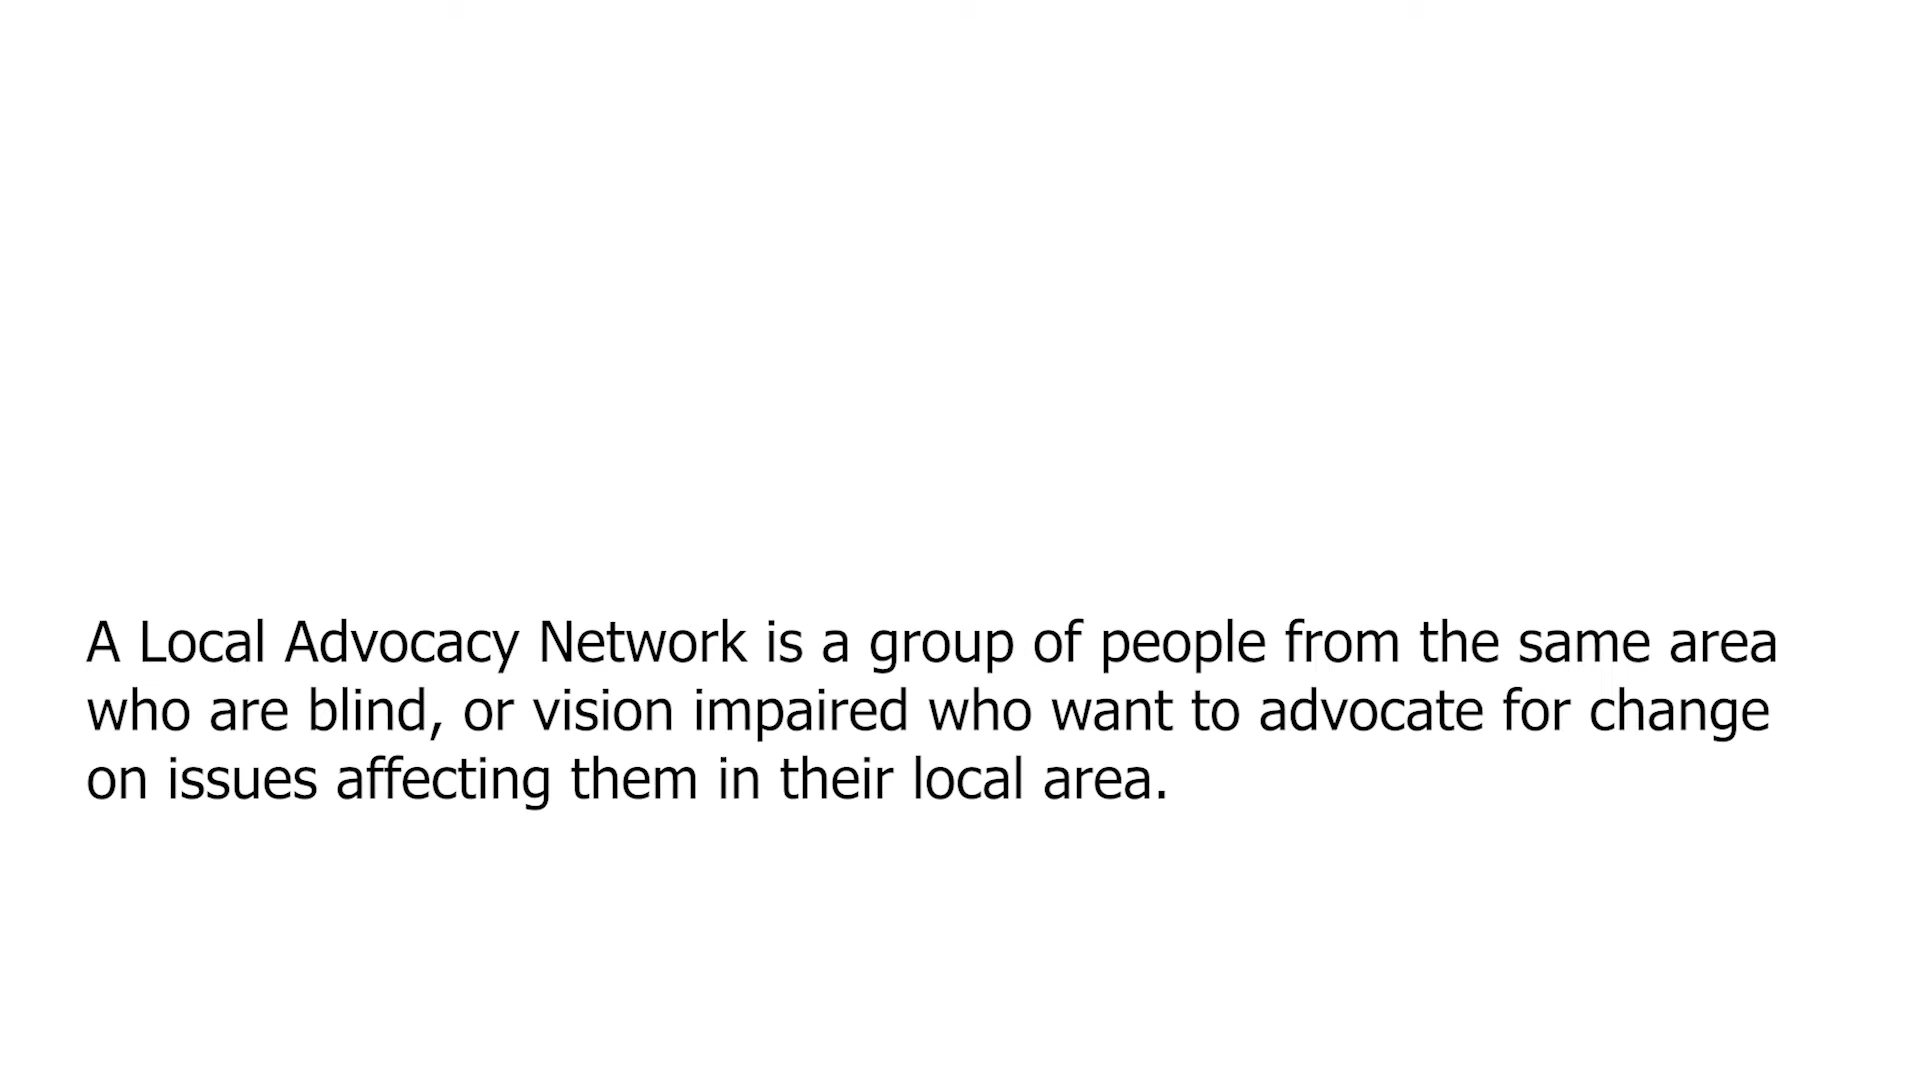 A Local Advocacy Network is a group of people from the same area
who are blind, or vision impaired who want to advocate for change
on issues affecting them in their local area.